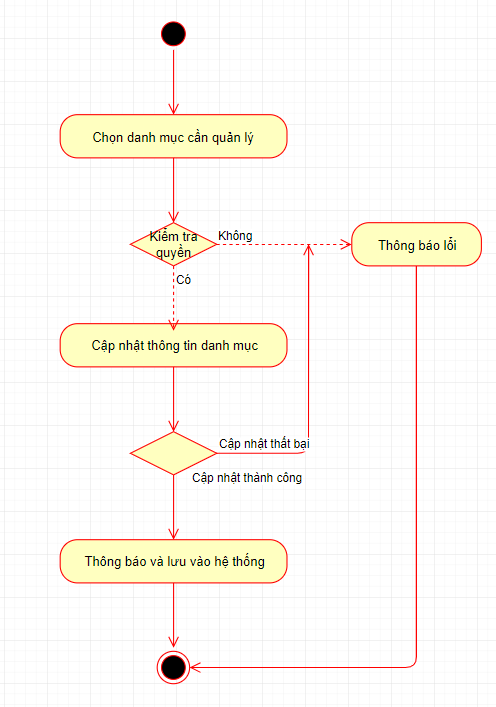 Chọn danh mục cần quản lý
Kiểm tra
quyền
Không
Thông báo lổi
Có
Cập nhật thông tin danh mục
Cập nhật thất bại
Cập nhật thành công
Thông báo và lưu vào hệ thống